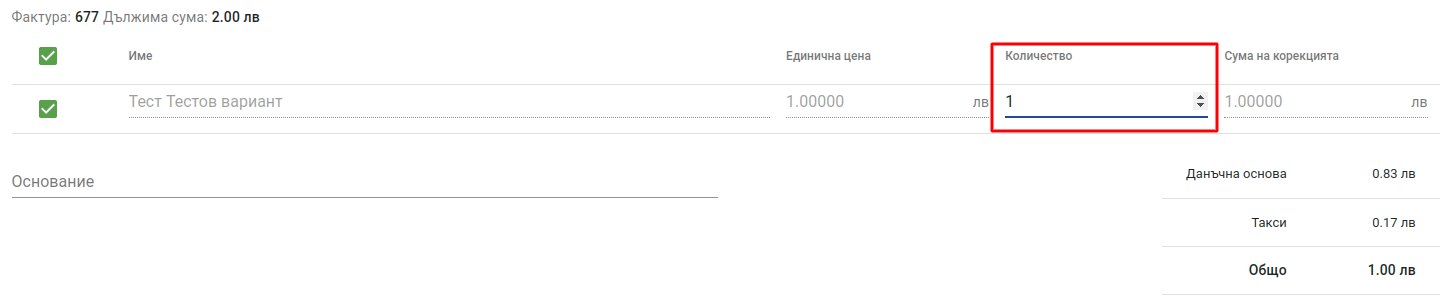 Фактура: 677 Дължима сума: 2.00 лв
Име Единична цена Количество Сума на корекцията
Тест Тестов вариант 1.00000 лв 1 1.00000 лв
Основание
Данъчна основа 0.83 лв
Такси 0.17 лв
Общо 1.00 лв